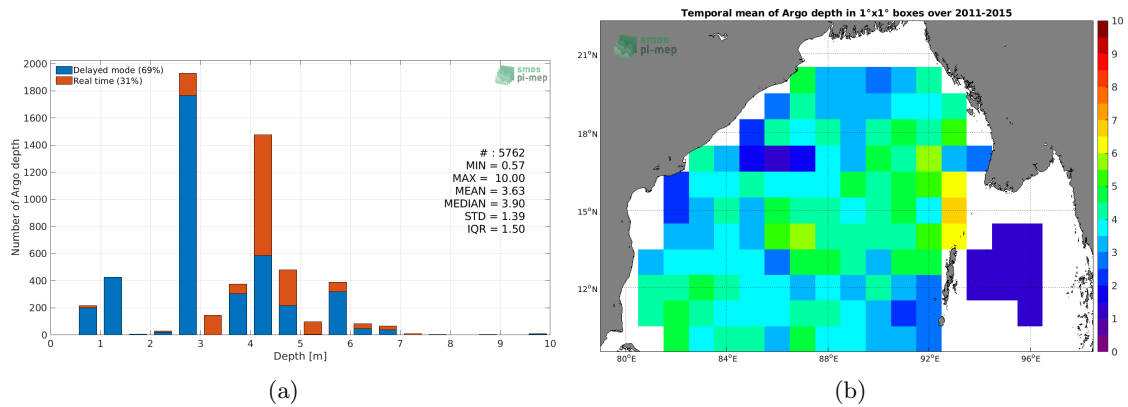 Temporal mean of Argo depth in 1°x1° boxes over 2011-2015
Delayed mode (69%)
Real time (31%)
smos
pi-mep
# : 5762
MIN = 0.57
MAX = 10.00
MEAN = 3.63
MEDIAN = 3.90
STD = 1.39
IQR = 1.50
Number of Argo depth
2000
1800
1600
1400
1200
1000
800
600
400
200
0
0 1 2 3 4 5 6 7 8 9 10
Depth [m]
(a)
smos
pi-mep
21°N
18°N
15°N
12°N
80°E 84°E 88°E 92°E 96°E
10
9
8
7
6
5
4
3
2
1
0
(b)